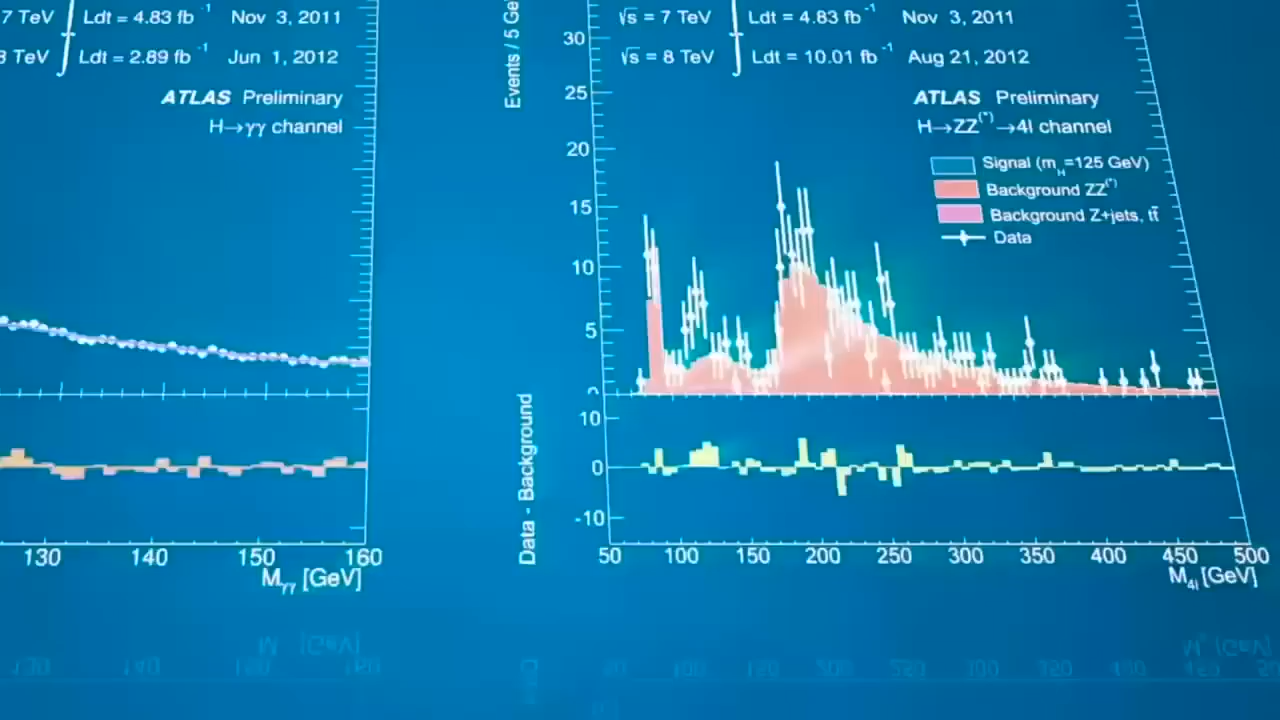 7 TeV ∫ Ldt = 4.83 fb⁻¹ Nov 3, 2011
8 TeV ∫ Ldt = 2.89 fb⁻¹ Jun 1, 2012
ATLAS Preliminary
H→γγ channel
130 140 150 160
Mγγ [GeV]
√s = 7 TeV ∫ Ldt = 4.83 fb⁻¹ Nov 3, 2011
√s = 8 TeV ∫ Ldt = 10.01 fb⁻¹ Aug 21, 2012
ATLAS Preliminary
H→ZZ(*)→4l channel
Signal (mH=125 GeV)
Background ZZ(*)
Background Z+jets, tt̄
Data
Events / 5 Ge
30
25
20
15
10
5
0
Data - Background
10
0
-10
50 100 150 200 250 300 350 400 450 500
M4l [GeV]